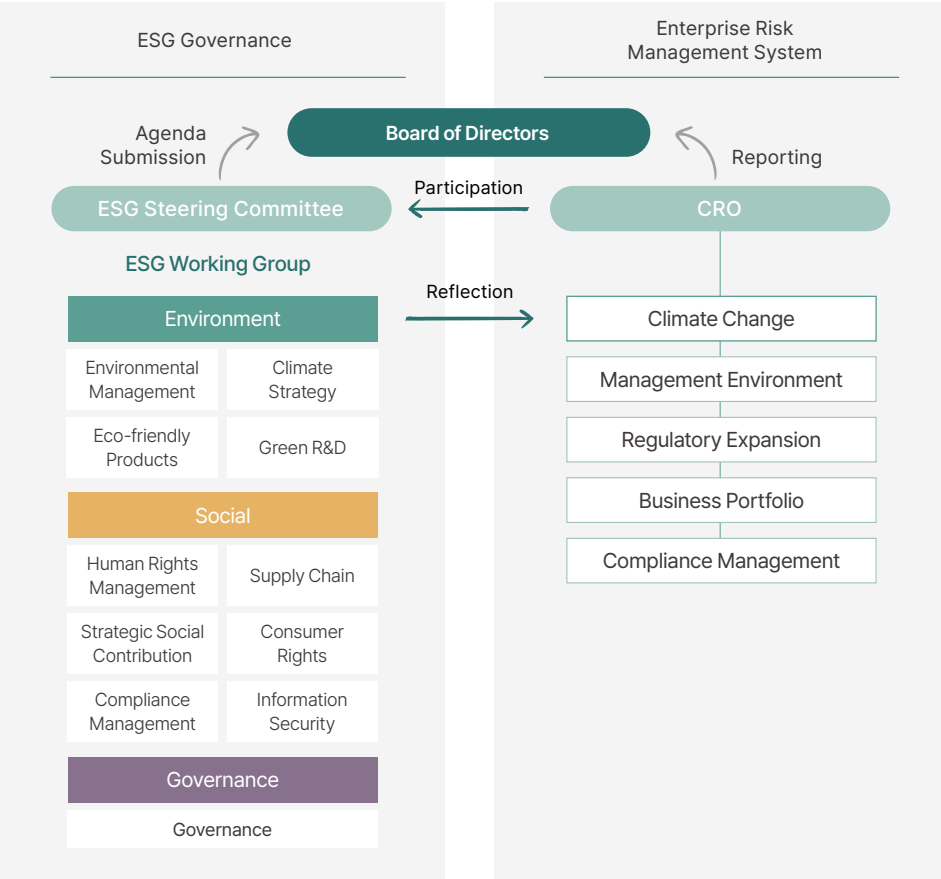 ESG Governance
Enterprise Risk
Management System
Board of Directors
Agenda
Submission
Reporting
Participation
ESG Steering Committee
CRO
ESG Working Group
Reflection
Environment
Environmental
Management
Climate
Strategy
Eco-friendly
Products
Green R&D
Social
Human Rights
Management
Supply Chain
Strategic Social
Contribution
Consumer
Rights
Compliance
Management
Information
Security
Governance
Governance
Climate Change
Management Environment
Regulatory Expansion
Business Portfolio
Compliance Management